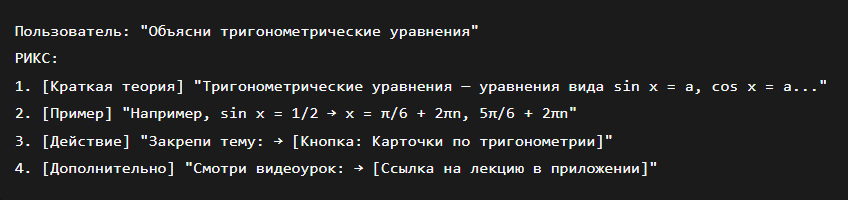 Пользователь: "Объясни тригонометрические уравнения"
РИКС:
1. [Краткая теория] "Тригонометрические уравнения — уравнения вида sin x = a, cos x = a..."
2. [Пример] "Например, sin x = 1/2 → x = π/6 + 2πn, 5π/6 + 2πn"
3. [Действие] "Закрепи тему: → [Кнопка: Карточки по тригонометрии]"
4. [Дополнительно] "Смотри видеоурок: → [Ссылка на лекцию в приложении]"